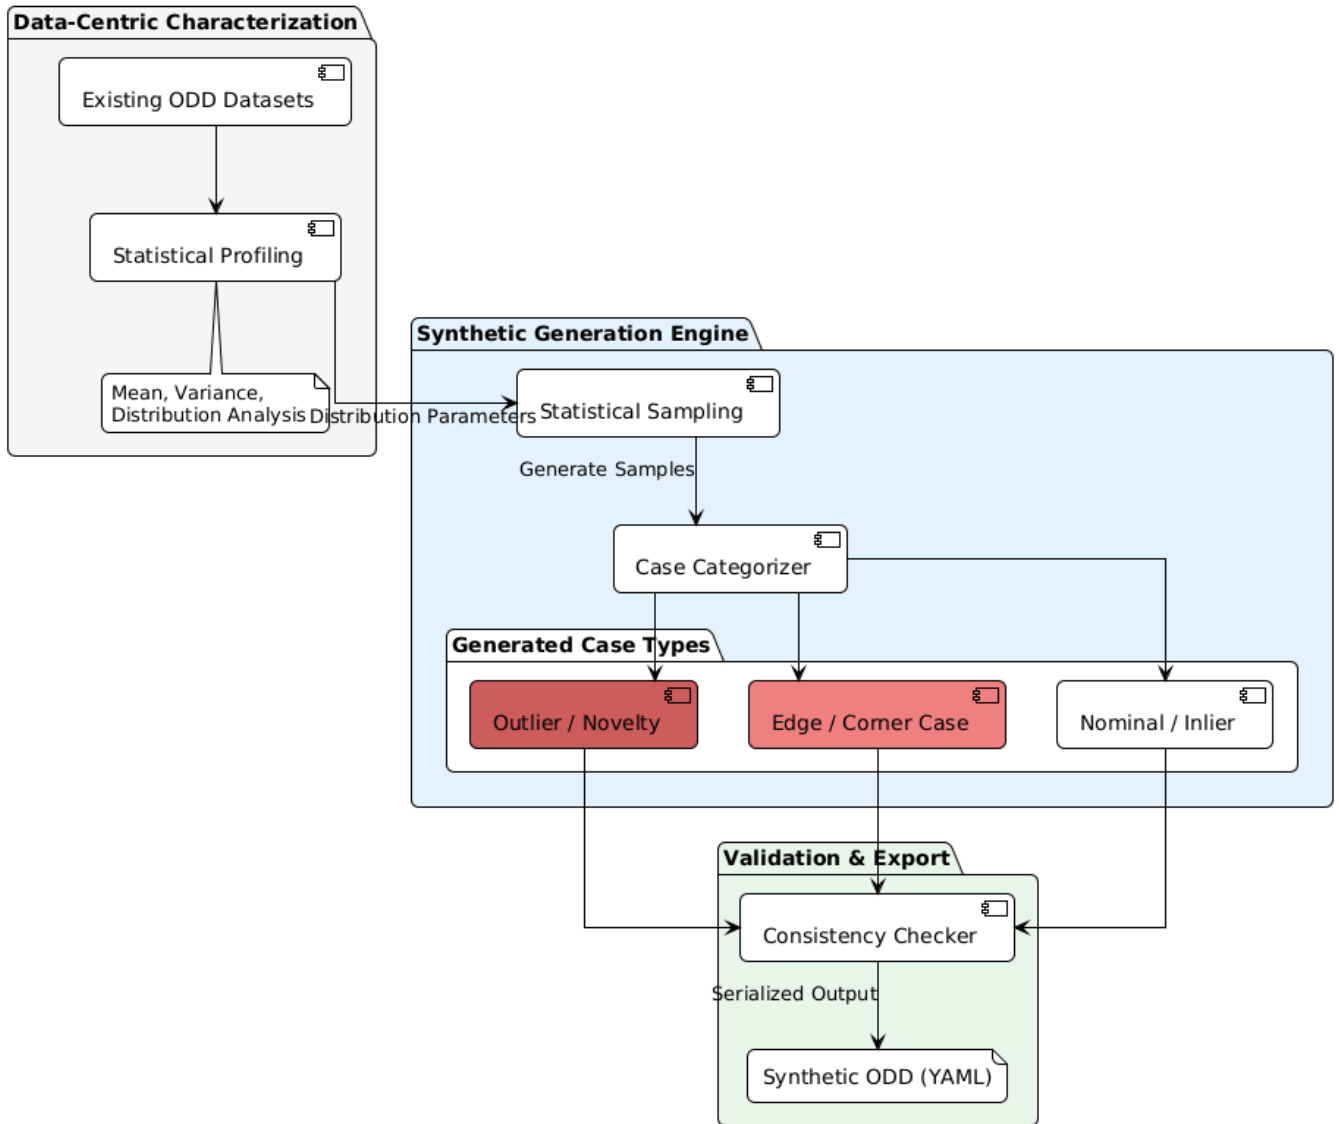 Data-Centric Characterization
Existing ODD Datasets
Statistical Profiling
Mean, Variance,
Distribution Analysis
Distribution Parameters
Synthetic Generation Engine
Statistical Sampling
Generate Samples
Case Categorizer
Generated Case Types
Outlier / Novelty
Edge / Corner Case
Nominal / Inlier
Validation & Export
Consistency Checker
Serialized Output
Synthetic ODD (YAML)